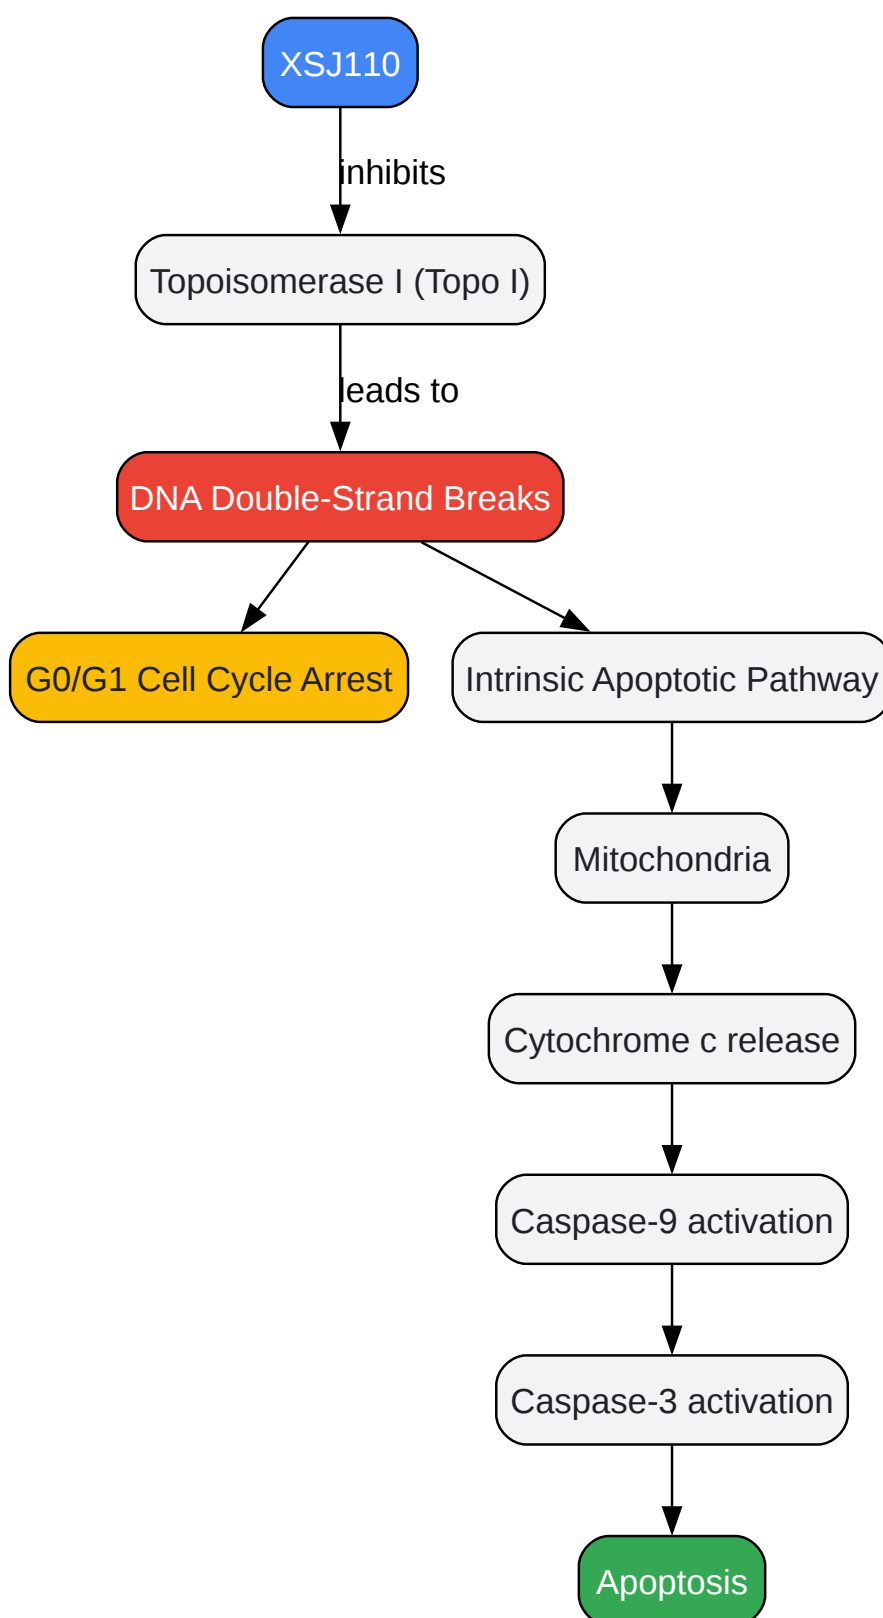 XSJ110
inhibits
Topoisomerase I (Topo I)
leads to
DNA Double-Strand Breaks
G0/G1 Cell Cycle Arrest
Intrinsic Apoptotic Pathway
Mitochondria
Cytochrome c release
Caspase-9 activation
Caspase-3 activation
Apoptosis